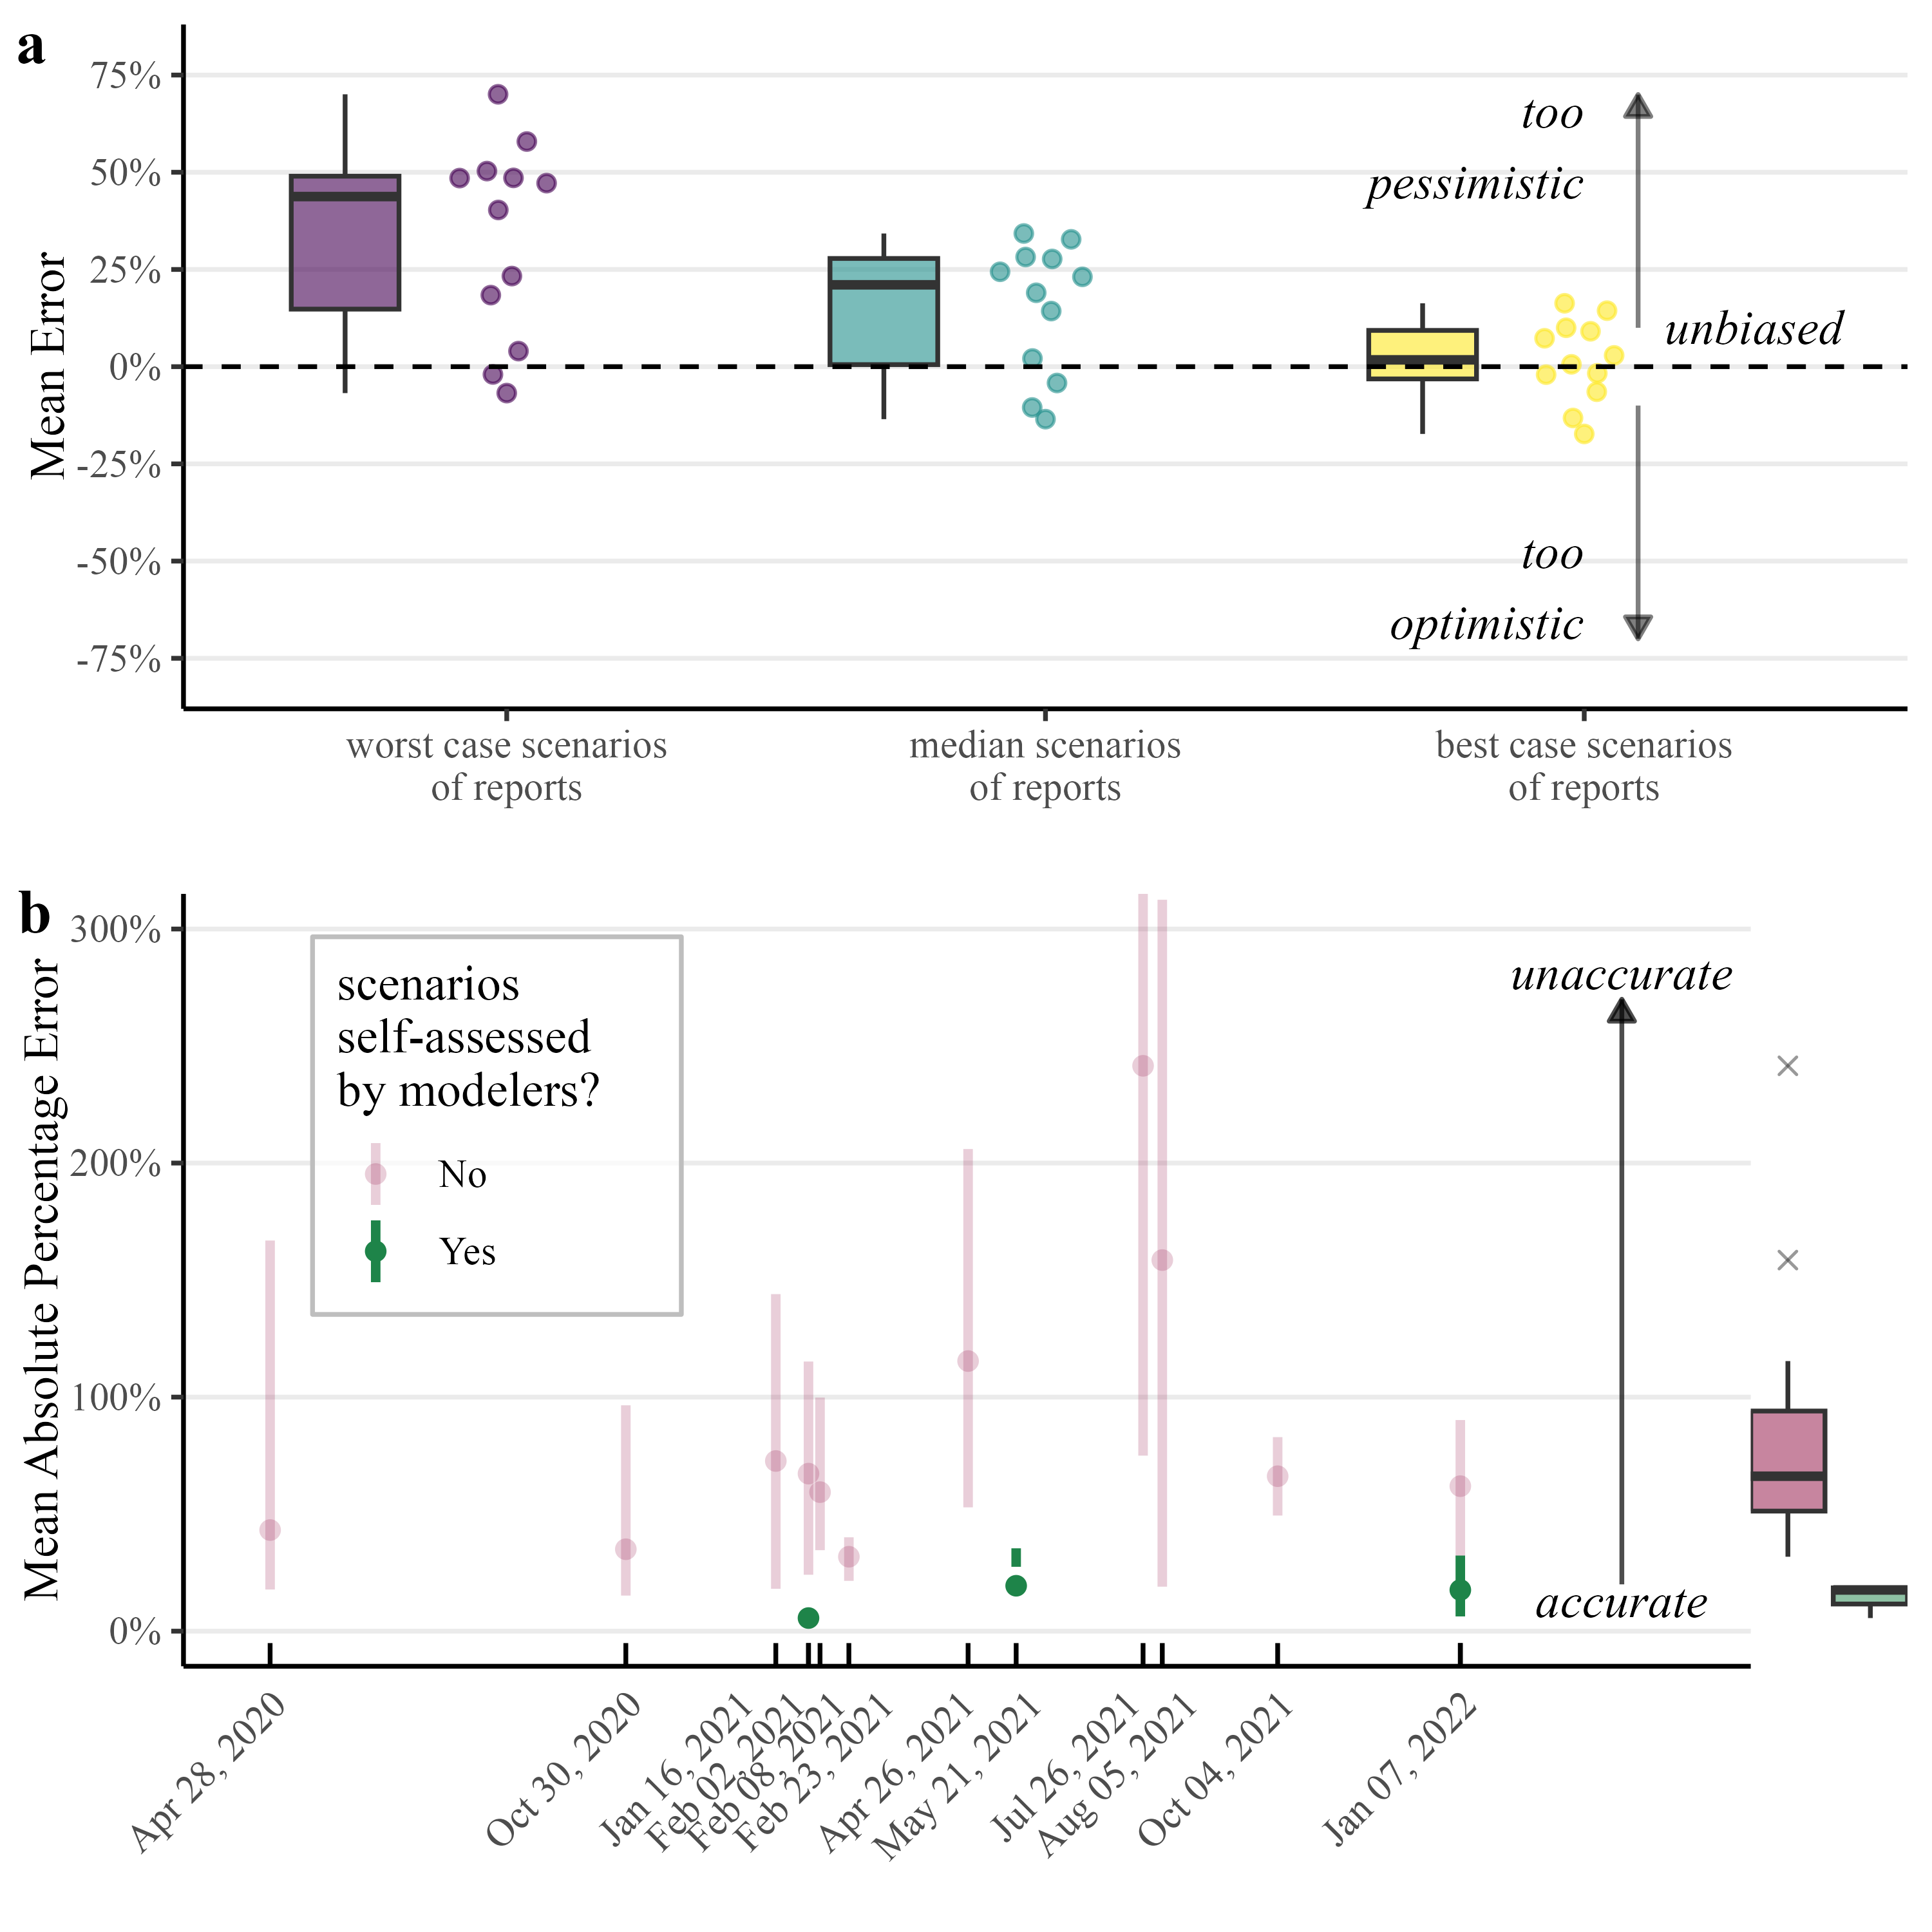 a
Mean Error
75%
50%
25%
0%
-25%
-50%
-75%
too
pessimistic
unbiased
too
optimistic
worst case scenarios
of reports
median scenarios
of reports
best case scenarios
of reports
b
Mean Absolute Percentage Error
300%
200%
100%
0%
scenarios
self-assessed
by modelers?
No
Yes
unaccurate
accurate
Apr 28, 2020
Oct 30, 2020
Jan 16, 2021
Feb 02, 2021
Feb 08, 2021
Feb 23, 2021
Apr 26, 2021
May 21, 2021
Jul 26, 2021
Aug 05, 2021
Oct 04, 2021
Jan 07, 2022